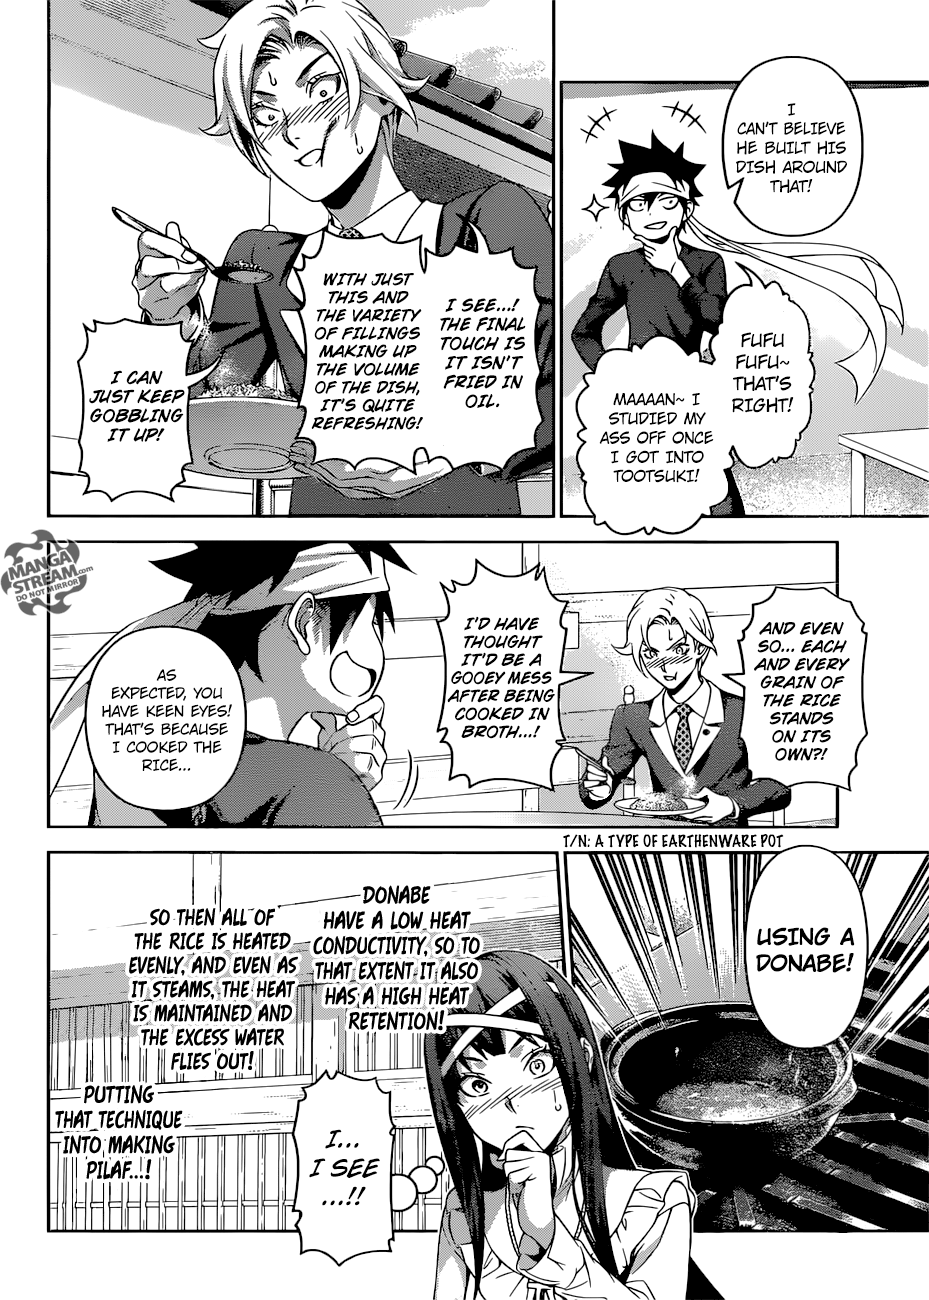 I
CAN'T BELIEVE
HE BUILT HIS
DISH AROUND
THAT!
FUFU
FUFU~
THAT'S
RIGHT!
MAAAAN~ I
STUDIED MY
ASS OFF ONCE
I GOT INTO
TOOTSUKI!
I SEE...!
THE FINAL
TOUCH IS
IT ISN'T
FRIED IN
OIL.
WITH JUST
THIS AND
THE VARIETY
OF FILLINGS
MAKING UP
THE VOLUME
OF THE DISH,
IT'S QUITE
REFRESHING!
I CAN
JUST KEEP
GOBBLING
IT UP!
MANGA
STREAM.com
DO NOT MIRROR
AND EVEN
SO... EACH
AND EVERY
GRAIN OF
THE RICE
STANDS
ON ITS
OWN?!
I'D HAVE
THOUGHT
IT'D BE A
GOOEY MESS
AFTER BEING
COOKED IN
BROTH...!
AS
EXPECTED, YOU
HAVE KEEN EYES!
THAT'S BECAUSE
I COOKED THE
RICE...
T/N: A TYPE OF EARTHENWARE POT
USING A
DONABE!
DONABE
HAVE A LOW HEAT
CONDUCTIVITY, SO TO
THAT EXTENT IT ALSO
HAS A HIGH HEAT
RETENTION!
SO THEN ALL OF
THE RICE IS HEATED
EVENLY, AND EVEN AS
IT STEAMS, THE HEAT
IS MAINTAINED AND
THE EXCESS WATER
FLIES OUT!
I...
I SEE
...!!
PUTTING
THAT TECHNIQUE
INTO MAKING
PILAF...!